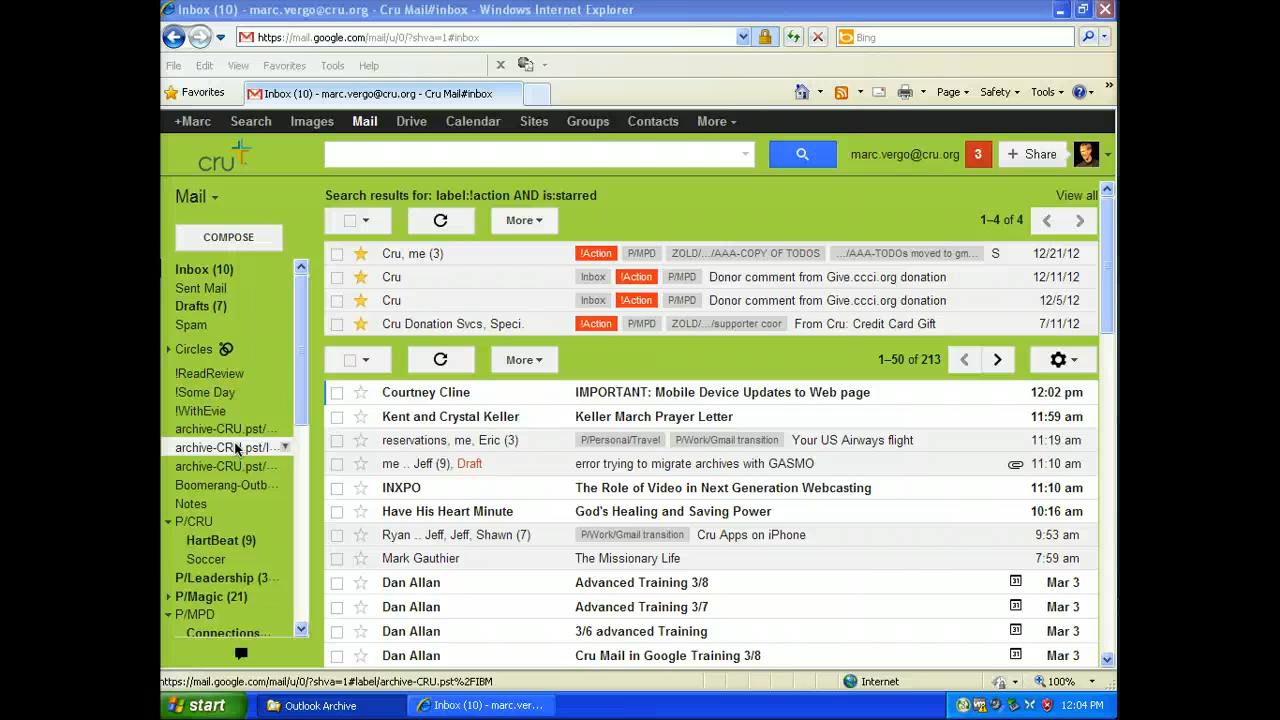 Inbox (10) - marc.vergo@cru.org - Cru Mail#inbox - Windows Internet Explorer
https://mail.google.com/mail/u/0/?shva=1#inbox
Bing
File Edit View Favorites Tools Help
Favorites
Inbox (10) - marc.vergo@cru.org - Cru Mail#inbox
Page Safety Tools
+Marc Search Images Mail Drive Calendar Sites Groups Contacts More
cru
marc.vergo@cru.org 3 + Share
Mail
Search results for: label:!action AND is:starred
View all
More
1–4 of 4
COMPOSE
Cru, me (3) !Action P/MPD ZOLD/.../AAA-COPY OF TODOS .../AAA-TODOs moved to gm... S 12/21/12
Inbox (10)
Cru Inbox !Action P/MPD Donor comment from Give.ccci.org donation 12/11/12
Sent Mail
Cru Inbox !Action P/MPD Donor comment from Give.ccci.org donation 12/5/12
Drafts (7)
Spam
Cru Donation Svcs, Speci. !Action P/MPD ZOLD/.../supporter coor From Cru: Credit Card Gift 7/11/12
Circles
More
1–50 of 213
!ReadReview
!Some Day
Courtney Cline IMPORTANT: Mobile Device Updates to Web page 12:02 pm
!WithEvie
Kent and Crystal Keller Keller March Prayer Letter 11:59 am
archive-CRU.pst/...
reservations, me, Eric (3) P/Personal/Travel P/Work/Gmail transition Your US Airways flight 11:19 am
archive-CRU.pst/I...
archive-CRU.pst/...
me .. Jeff (9), Draft error trying to migrate archives with GASMO 11:10 am
Boomerang-Outb...
INXPO The Role of Video in Next Generation Webcasting 11:10 am
Notes
Have His Heart Minute God's Healing and Saving Power 10:16 am
P/CRU
Ryan .. Jeff, Jeff, Shawn (7) P/Work/Gmail transition Cru Apps on iPhone 9:53 am
HartBeat (9)
Soccer
Mark Gauthier The Missionary Life 7:59 am
P/Leadership (3...
Dan Allan Advanced Training 3/8 31 Mar 3
P/Magic (21)
Dan Allan Advanced Training 3/7 31 Mar 3
P/MPD
Connections...
Dan Allan 3/6 advanced Training 31 Mar 3
Dan Allan Cru Mail in Google Training 3/8 31 Mar 3
https://mail.google.com/mail/u/0/?shva=1#label/archive-CRU.pst%2FIBM
Internet 100%
start Outlook Archive Inbox (10) - marc.ver... 12:04 PM